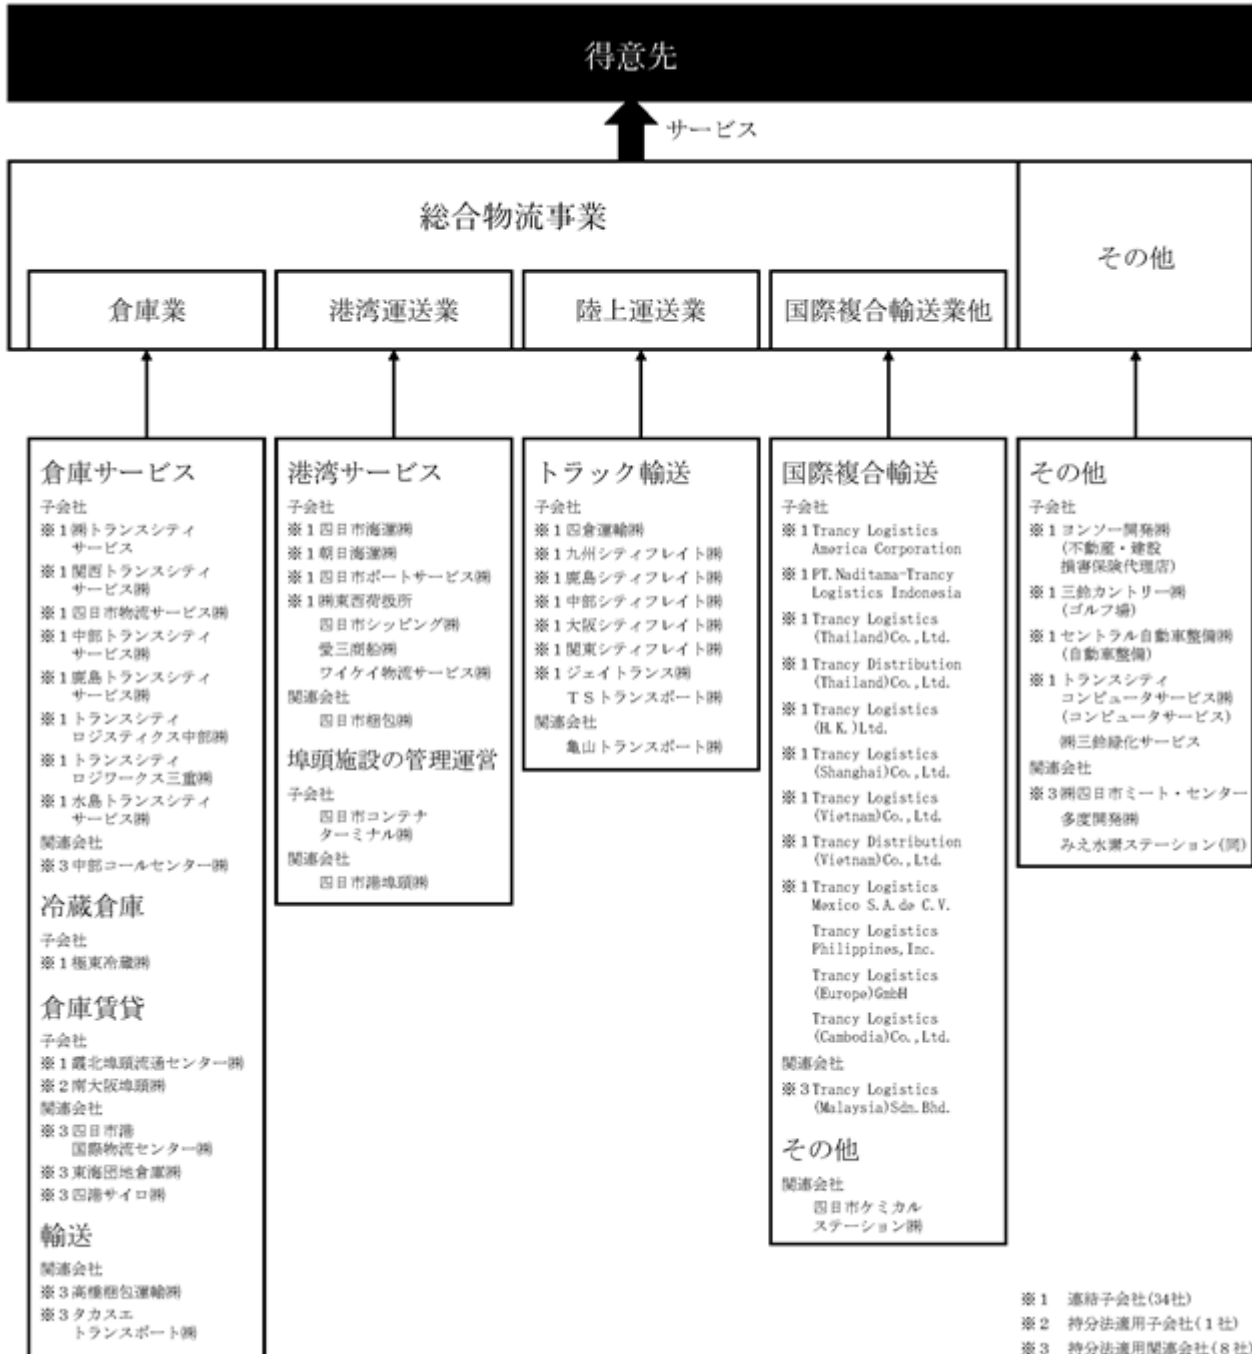 得意先
サービス
総合物流事業
その他
倉庫業
港湾運送業
陸上運送業
国際複合輸送業他
倉庫サービス
子会社
※1㈱トランスシティ
サービス
※1関西トランスシティ
サービス㈱
※1四日市物流サービス㈱
※1中部トランスシティ
サービス㈱
※1鹿島トランスシティ
サービス㈱
※1トランスシティ
ロジスティクス中部㈱
※1トランスシティ
ロジワークス三重㈱
※1水島トランスシティ
サービス㈱
関連会社
※3中部コールセンター㈱
冷蔵倉庫
子会社
※1極東冷蔵㈱
倉庫賃貸
子会社
※1霞北埠頭流通センター㈱
※2南大阪埠頭㈱
関連会社
※3四日市港
国際物流センター㈱
※3東海団地倉庫㈱
※3四港サイロ㈱
輸送
関連会社
※3高橋梱包運輸㈱
※3タカスエ
トランスポート㈱
港湾サービス
子会社
※1四日市海運㈱
※1朝日海運㈱
※1四日市ポートサービス㈱
※1㈱東西荷扱所
四日市シッピング㈱
愛三商船㈱
ワイケイ物流サービス㈱
関連会社
四日市梱包㈱
埠頭施設の管理運営
子会社
四日市コンテナ
ターミナル㈱
関連会社
四日市港埠頭㈱
トラック輸送
子会社
※1四倉運輸㈱
※1九州シティフレイト㈱
※1鹿島シティフレイト㈱
※1中部シティフレイト㈱
※1大阪シティフレイト㈱
※1関東シティフレイト㈱
※1ジェイトランス㈱
TSトランスポート㈱
関連会社
亀山トランスポート㈱
国際複合輸送
子会社
※1Trancy Logistics
America Corporation
※1PT.Naditama-Trancy
Logistics Indonesia
※1Trancy Logistics
(Thailand)Co.,Ltd.
※1Trancy Distribution
(Thailand)Co.,Ltd.
※1Trancy Logistics
(H.K.)Ltd.
※1Trancy Logistics
(Shanghai)Co.,Ltd.
※1Trancy Logistics
(Vietnam)Co.,Ltd.
※1Trancy Distribution
(Vietnam)Co.,Ltd.
※1Trancy Logistics
Mexico S.A.de C.V.
Trancy Logistics
Philippines,Inc.
Trancy Logistics
(Europe)GmbH
Trancy Logistics
(Cambodia)Co.,Ltd.
関連会社
※3Trancy Logistics
(Malaysia)Sdn.Bhd.
その他
関連会社
四日市ケミカル
ステーション㈱
その他
子会社
※1ヨンソー開発㈱
(不動産・建設
損害保険代理店)
※1三鈴カントリー㈱
(ゴルフ場)
※1セントラル自動車整備㈱
(自動車整備)
※1トランスシティ
コンピュータサービス㈱
(コンピュータサービス)
㈱三鈴緑化サービス
関連会社
※3㈱四日市ミート・センター
多度開発㈱
みえ水素ステーション(同)
※1 連結子会社(34社)
※2 持分法適用子会社(1社)
※3 持分法適用関連会社(8社)